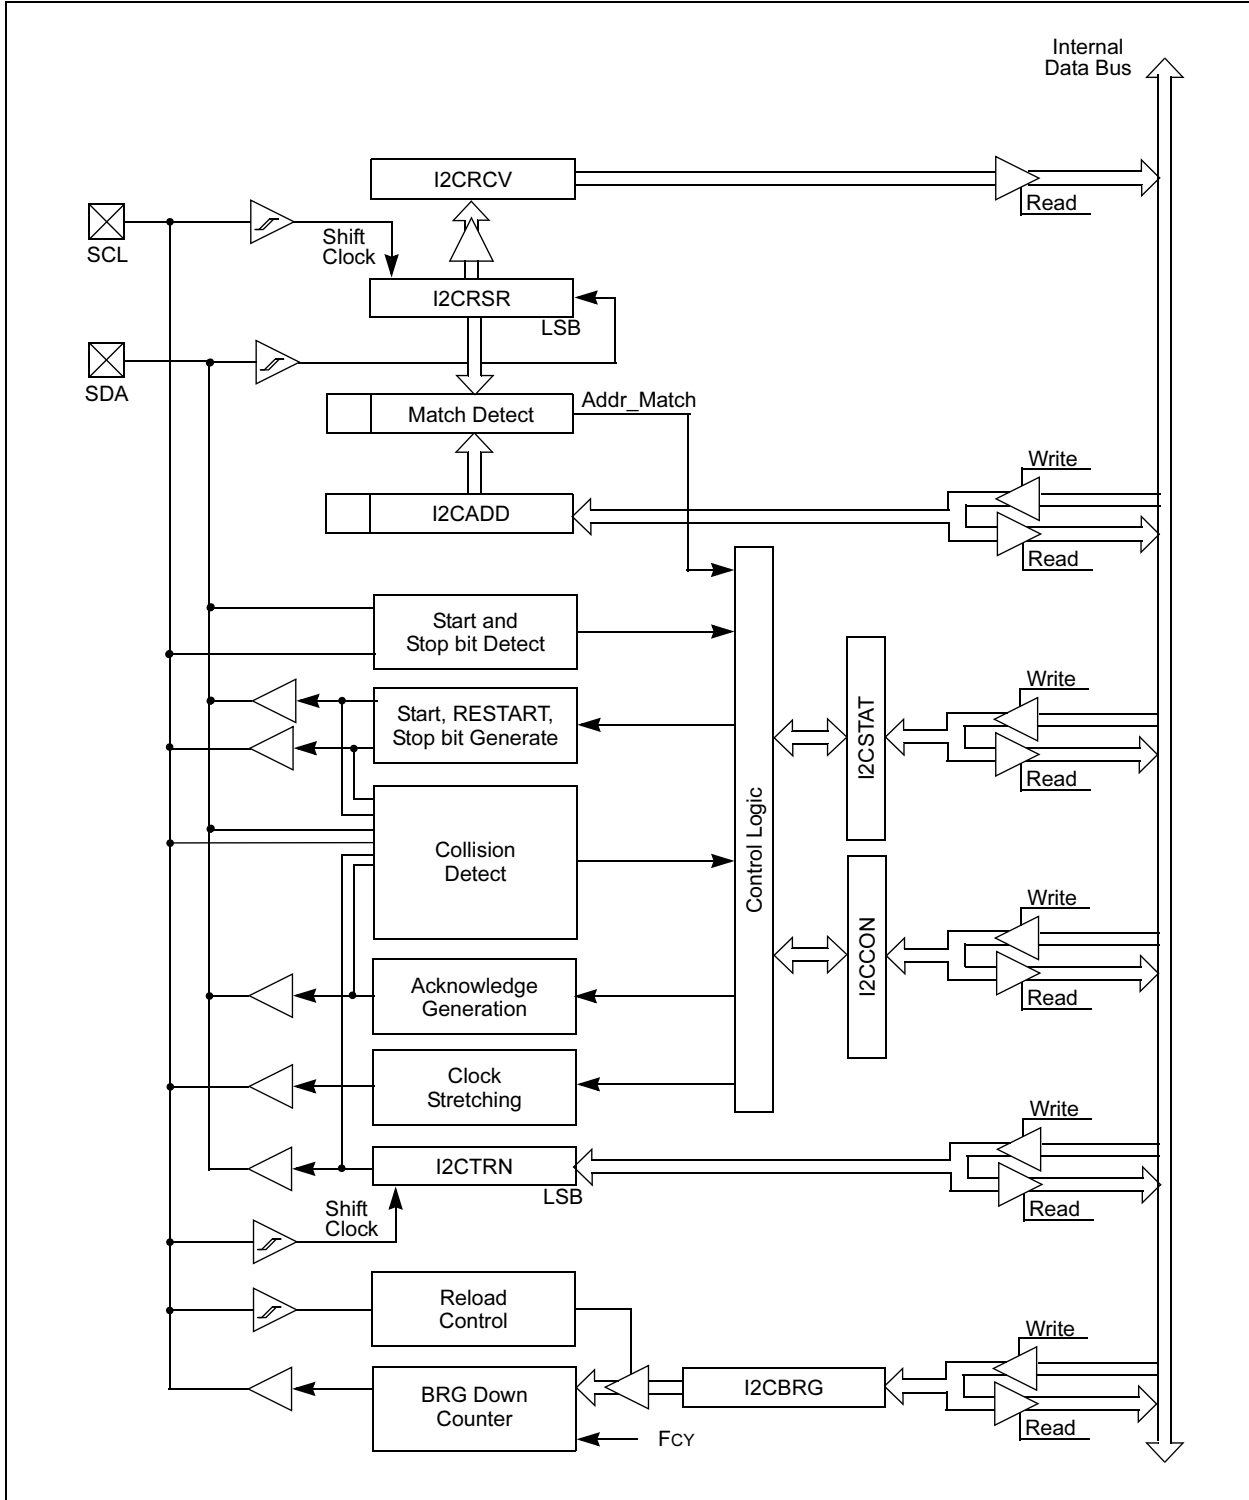 Internal
Data Bus
I2CRCV
Read
SCL
Shift
Clock
I2CRSR
LSB
SDA
Match Detect
Addr_Match
Write
I2CADD
Read
Start and
Stop bit Detect
Start, RESTART,
Stop bit Generate
Write
I2CSTAT
Read
Collision
Detect
Control Logic
Write
I2CCON
Read
Acknowledge
Generation
Clock
Stretching
Write
I2CTRN
LSB
Read
Shift
Clock
Reload
Control
Write
BRG Down
Counter
I2CBRG
Read
FCY